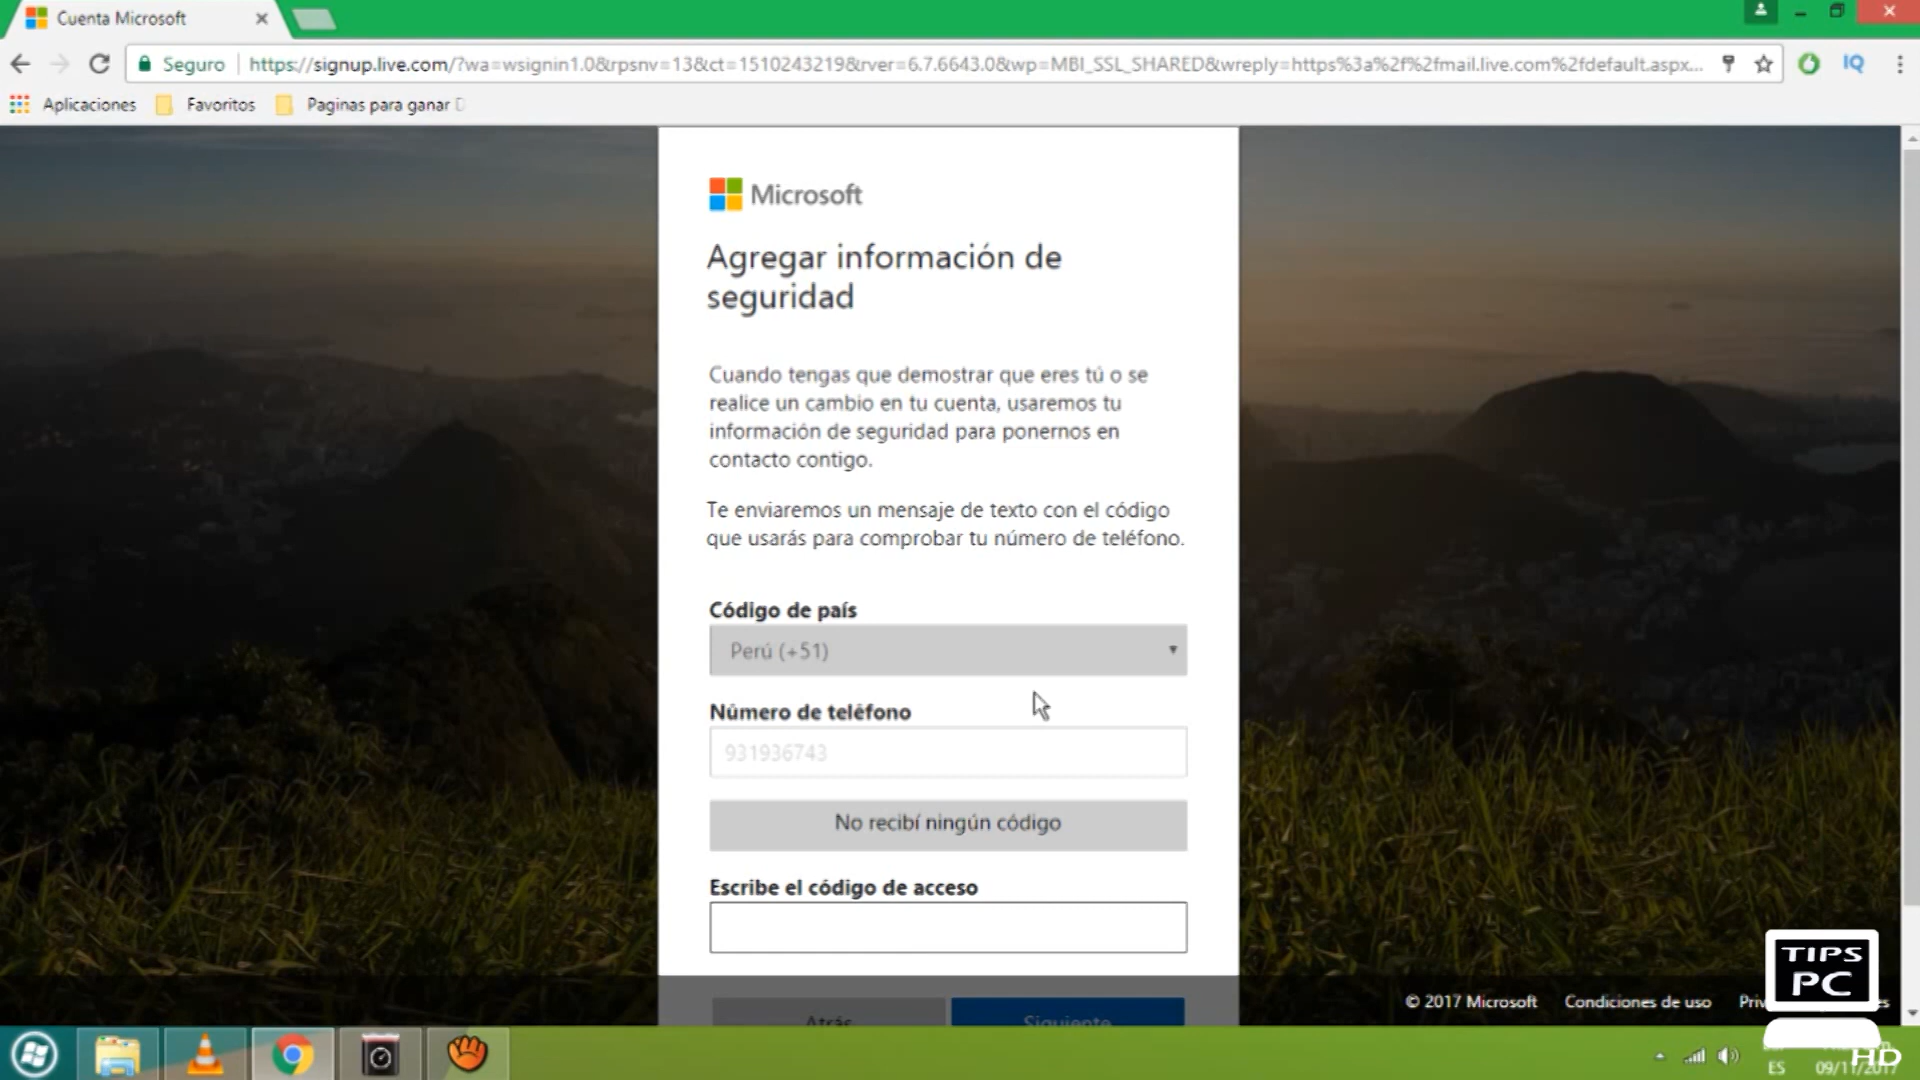 Cuenta Microsoft
Seguro
https://signup.live.com/?wa=wsignin1.0&rpsnv=13&ct=1510243219&rver=6.7.6643.0&wp=MBI_SSL_SHARED&wreply=https%3a%2f%2fmail.live.com%2fdefault.aspx...
IQ
Aplicaciones
Favoritos
Paginas para ganar D
Microsoft
Agregar información de
seguridad
Cuando tengas que demostrar que eres tú o se
realice un cambio en tu cuenta, usaremos tu
información de seguridad para ponernos en
contacto contigo.
Te enviaremos un mensaje de texto con el código
que usarás para comprobar tu número de teléfono.
Código de país
Perú (+51)
Número de teléfono
931936743
No recibí ningún código
Escribe el código de acceso
Atrás
Siguiente
© 2017 Microsoft
Condiciones de uso
TIPS
PC
HD
ES
09/11/2017